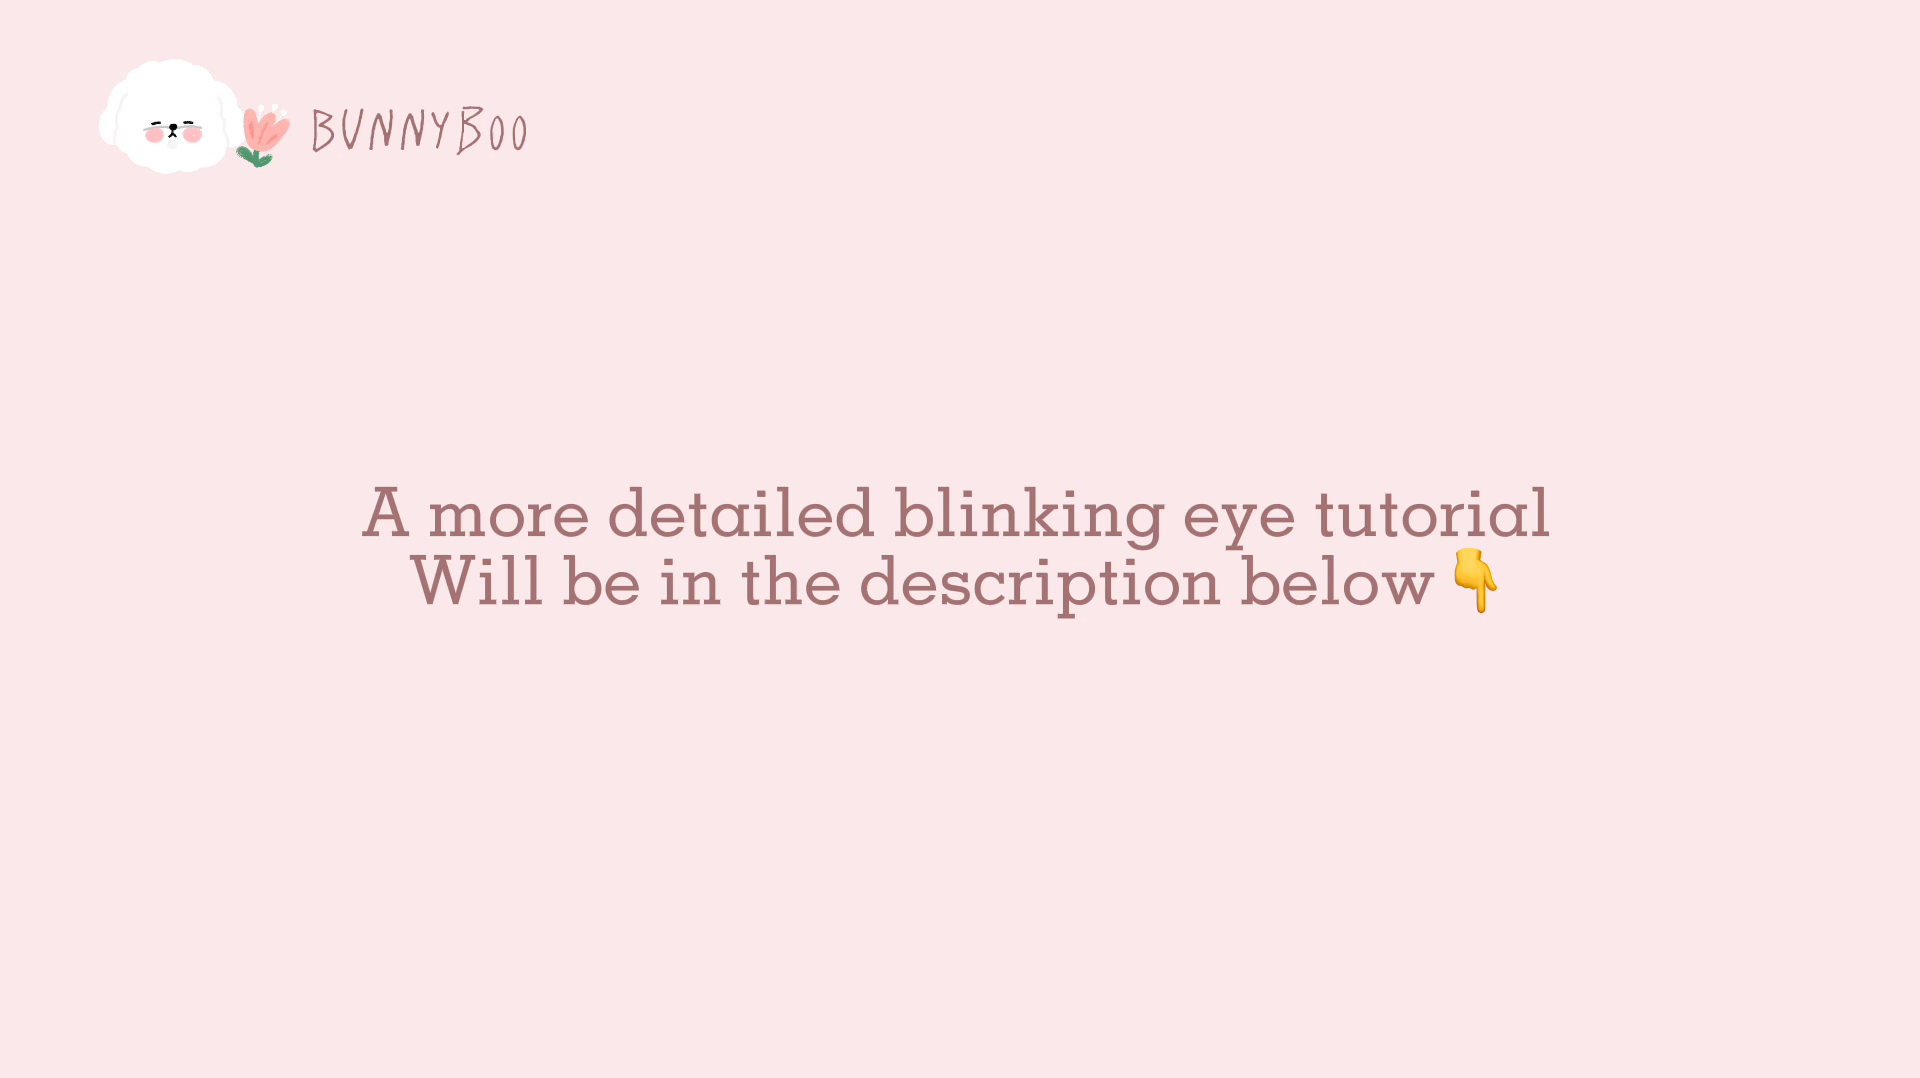 BUNNYBOO
A more detailed blinking eye tutorial
Will be in the description below👇